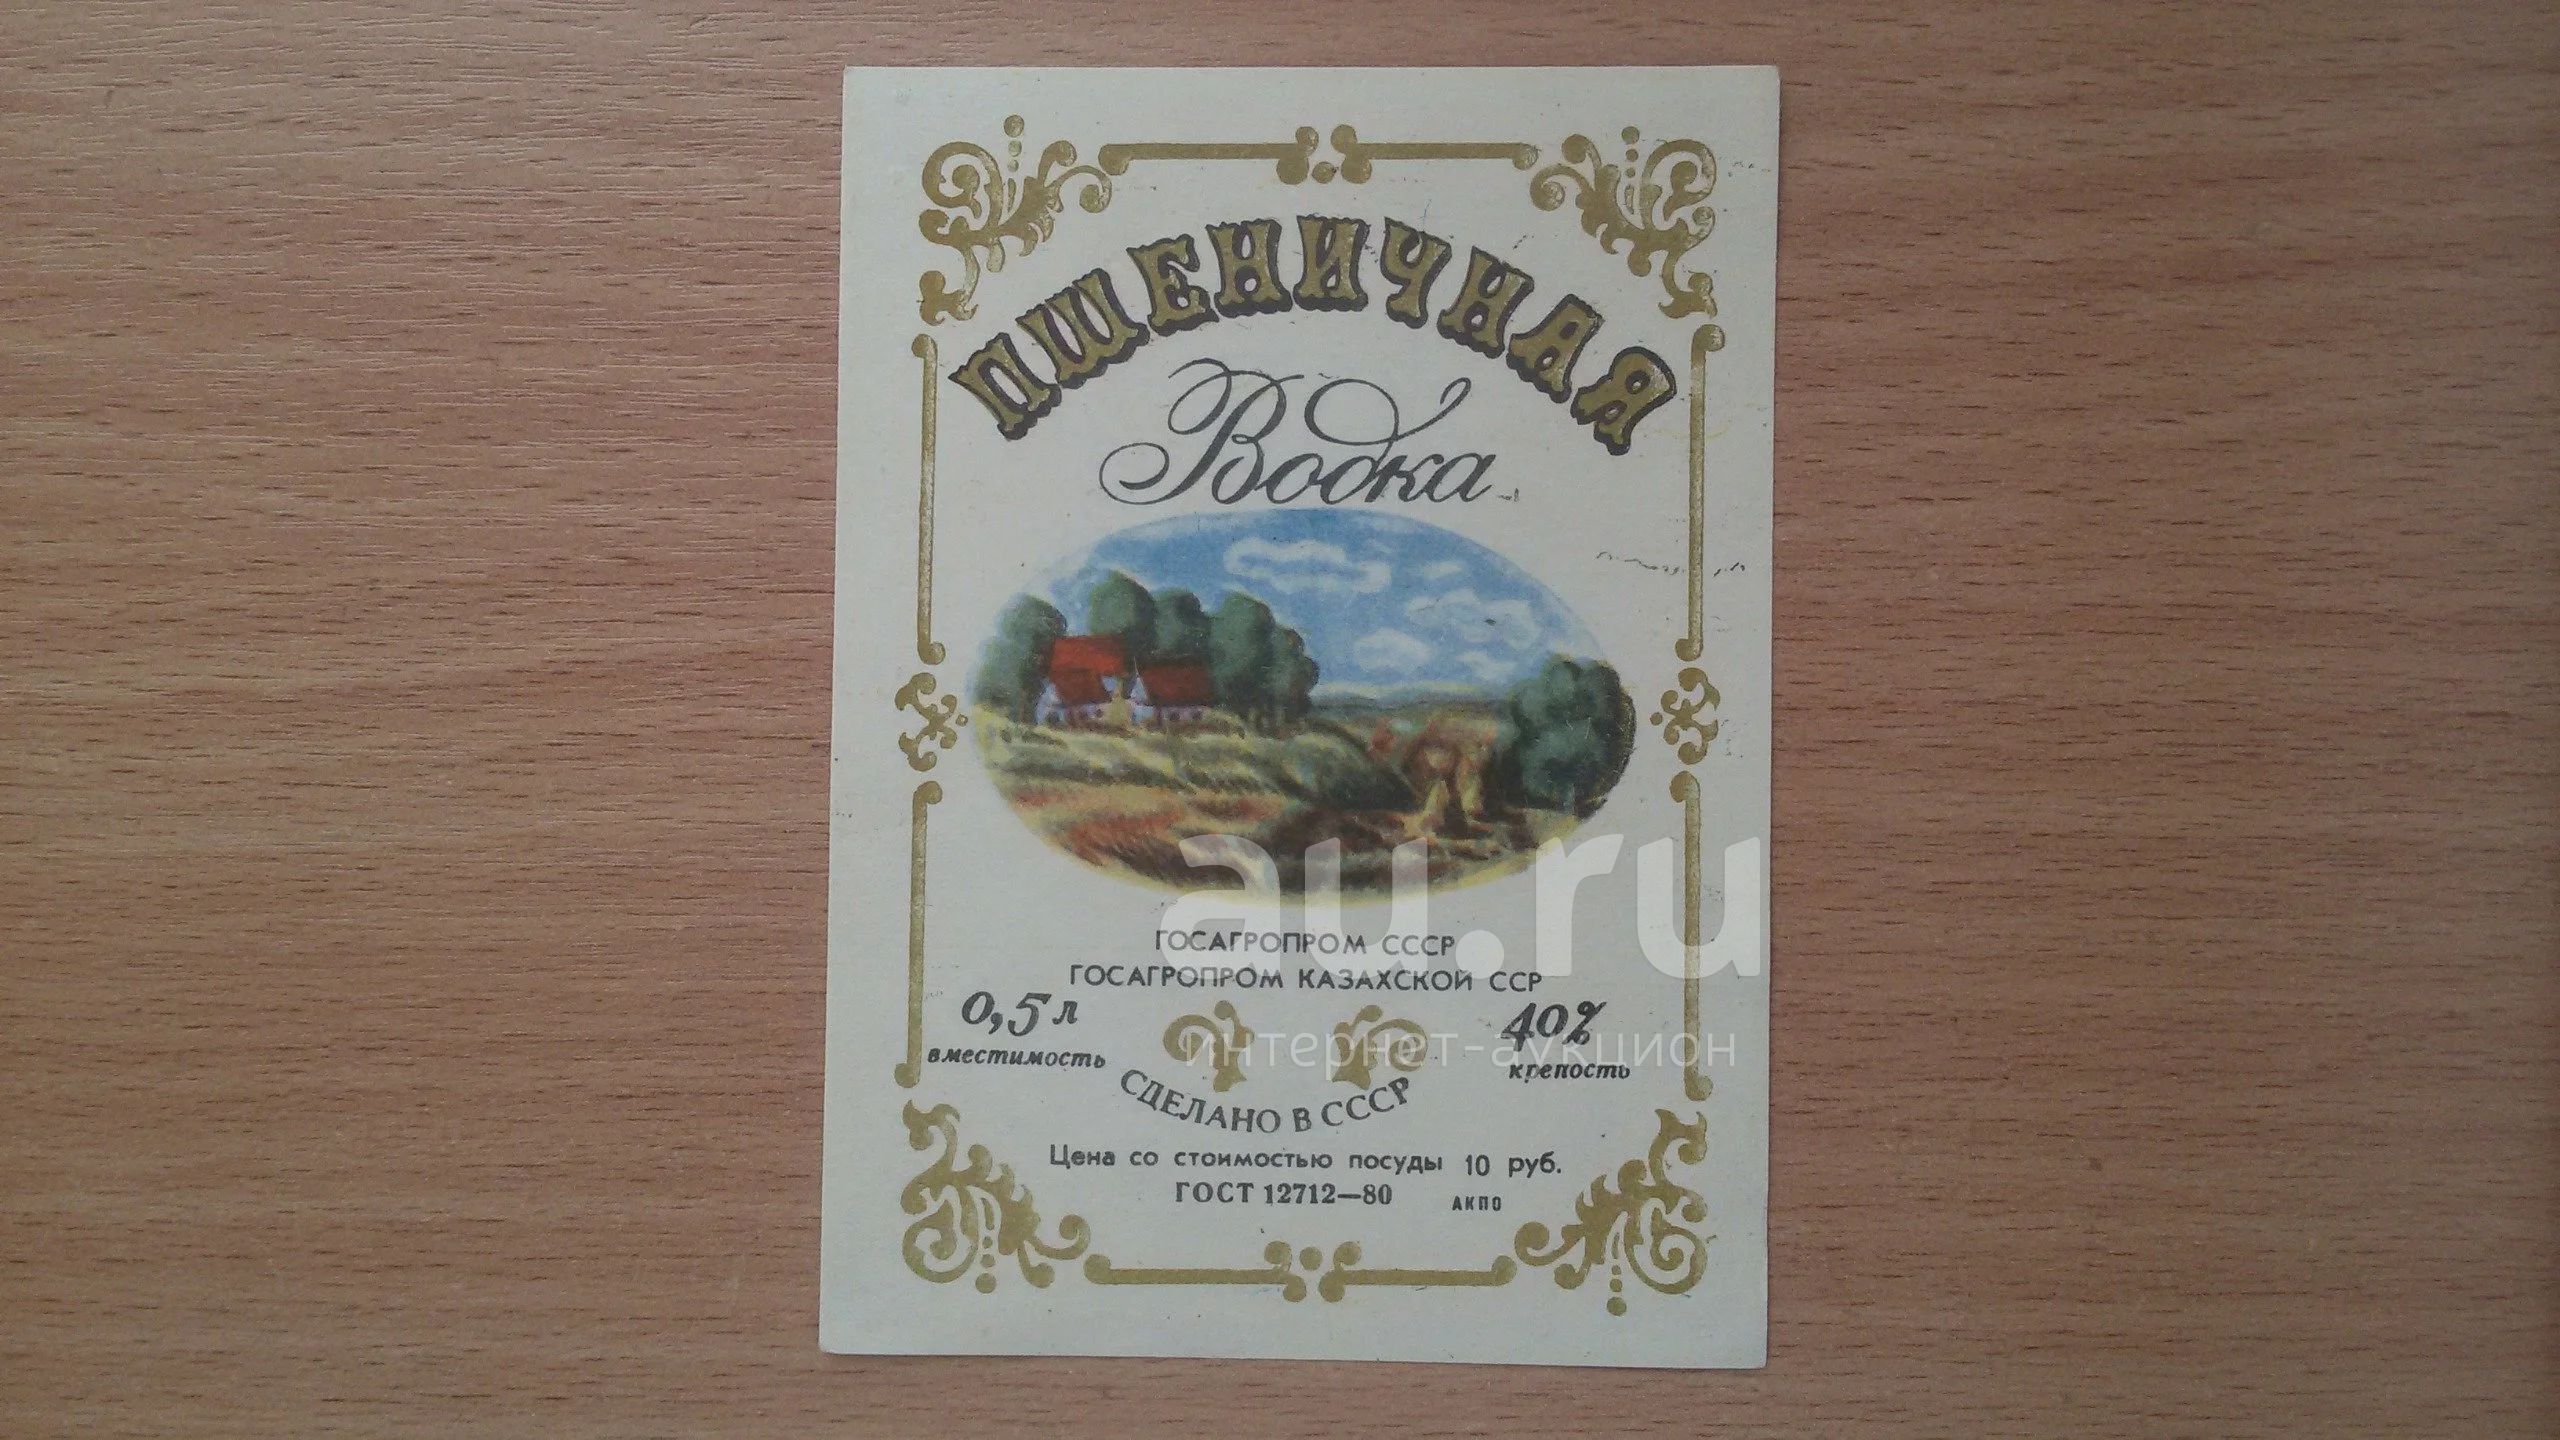 ПШЕНИЧНАЯ
Водка
ГОСАГРОПРОМ СССР
ГОСАГРОПРОМ КАЗАХСКОЙ ССР
0,5 л
вместимость
40%
крепость
СДЕЛАНО В СССР
Цена со стоимостью посуды 10 руб.
ГОСТ 12712—80 АКПО
au.ru
интернет-аукцион